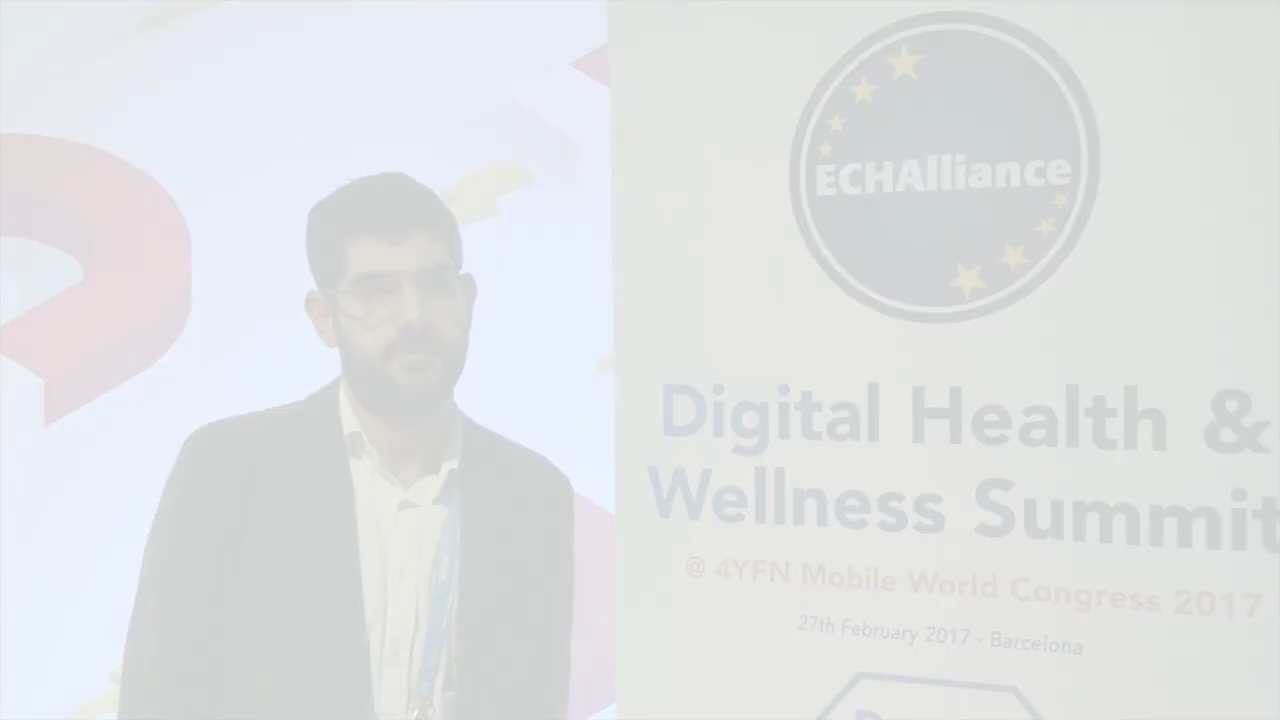 ECHAlliance
Digital Health &
Wellness Summit
@ 4YFN Mobile World Congress 2017
27th February 2017 - Barcelona